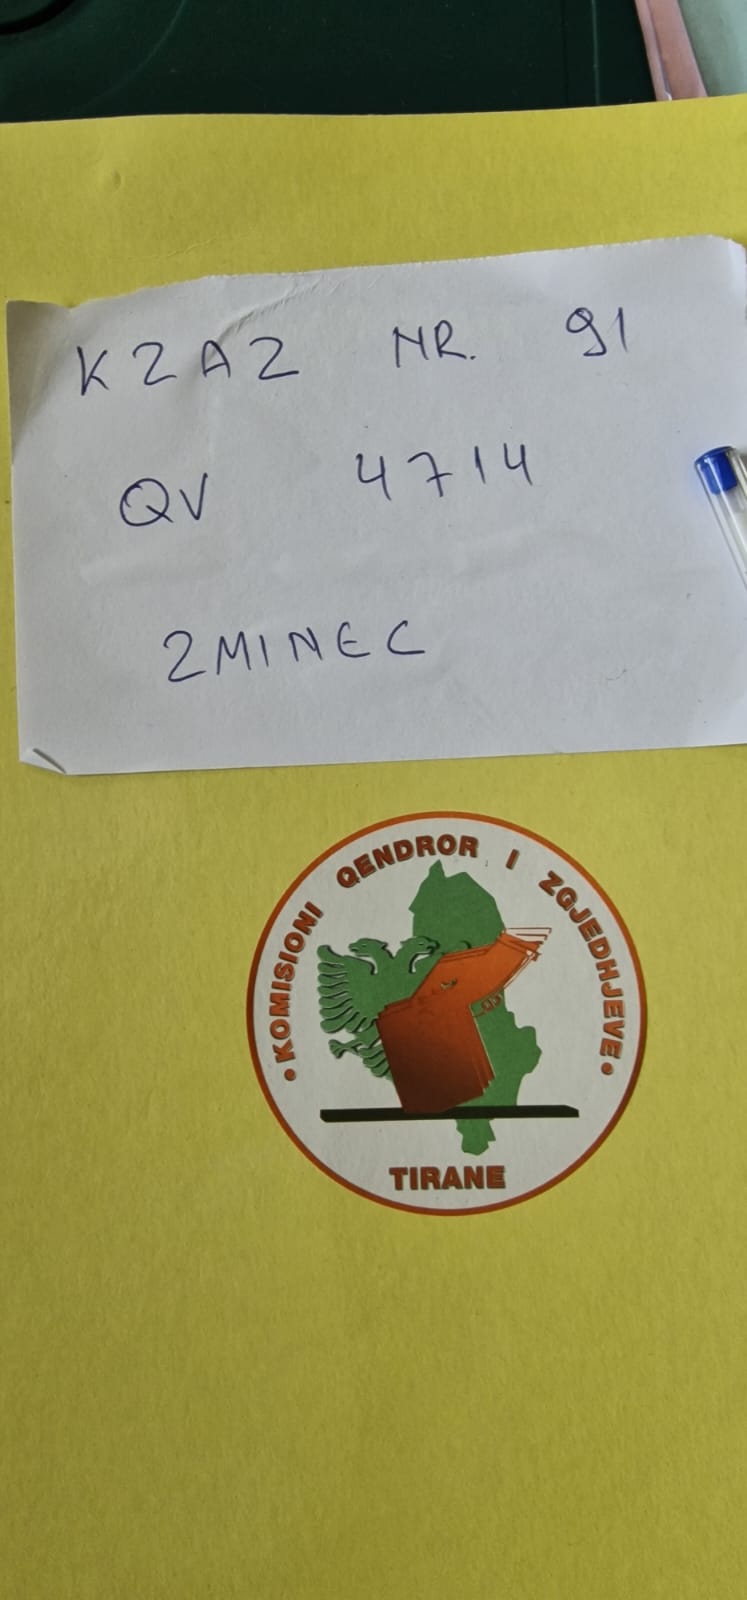 KZAZ NR. 91
QV 4714
ZMINEC
• KOMISIONI QENDROR I ZGJEDHJEVE •
TIRANE